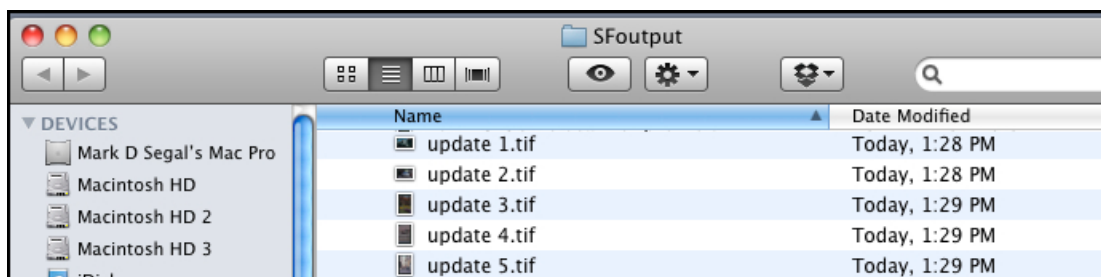 SFoutput
Name Date Modified
DEVICES
update 1.tif Today, 1:28 PM
Mark D Segal's Mac Pro
update 2.tif Today, 1:28 PM
Macintosh HD
update 3.tif Today, 1:29 PM
Macintosh HD 2
update 4.tif Today, 1:29 PM
Macintosh HD 3
update 5.tif Today, 1:29 PM